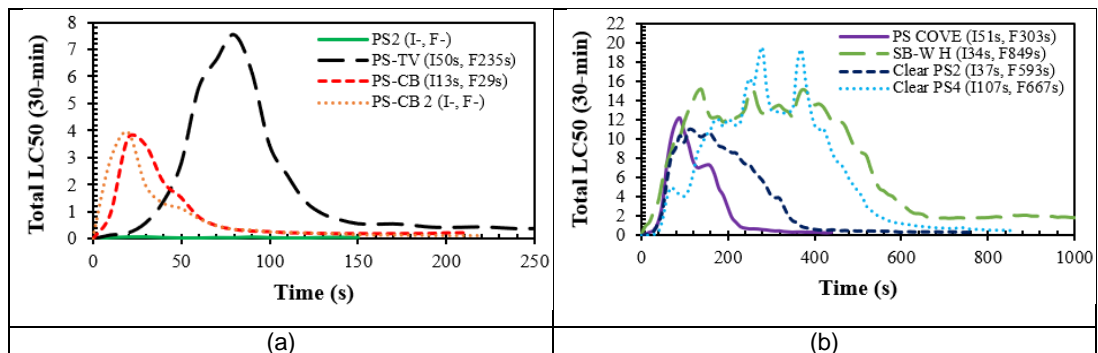 Total LC50 (30-min)
8
7
6
5
4
3
2
1
0
PS2 (I-, F-)
PS-TV (I50s, F235s)
PS-CB (I13s, F29s)
PS-CB 2 (I-, F-)
0 50 100 150 200 250
Time (s)
(a)
Total LC50 (30-min)
22
20
18
16
14
12
10
8
6
4
2
0
PS COVE (I51s, F303s)
SB-W H (I34s, F849s)
Clear PS2 (I37s, F593s)
Clear PS4 (I107s, F667s)
0 200 400 600 800 1000
Time (s)
(b)